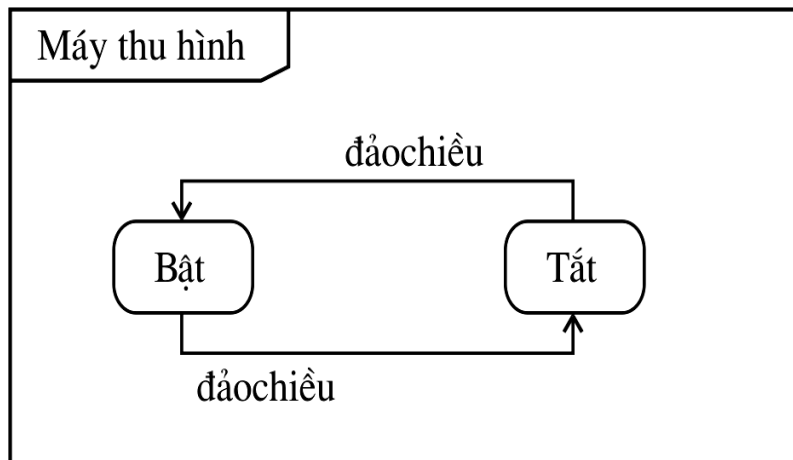 Máy thu hình
đảochiều
Bật
Tắt
đảochiều